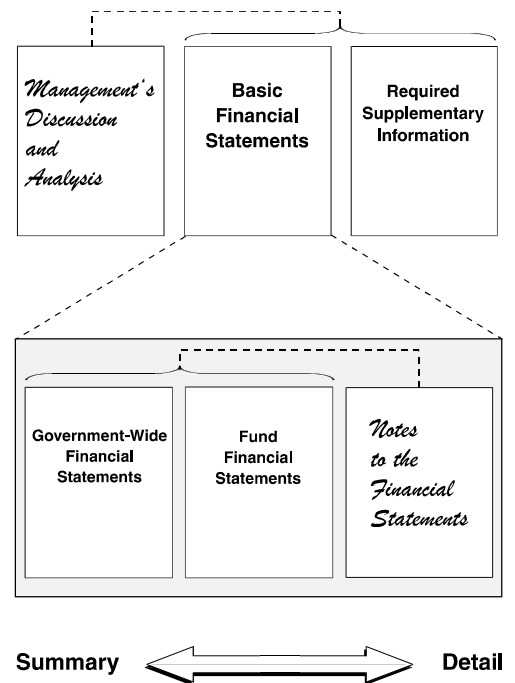 Management's
Discussion
and
Analysis
Basic
Financial
Statements
Required
Supplementary
Information
Government-Wide
Financial
Statements
Fund
Financial
Statements
Notes
to the
Financial
Statements
Summary
Detail